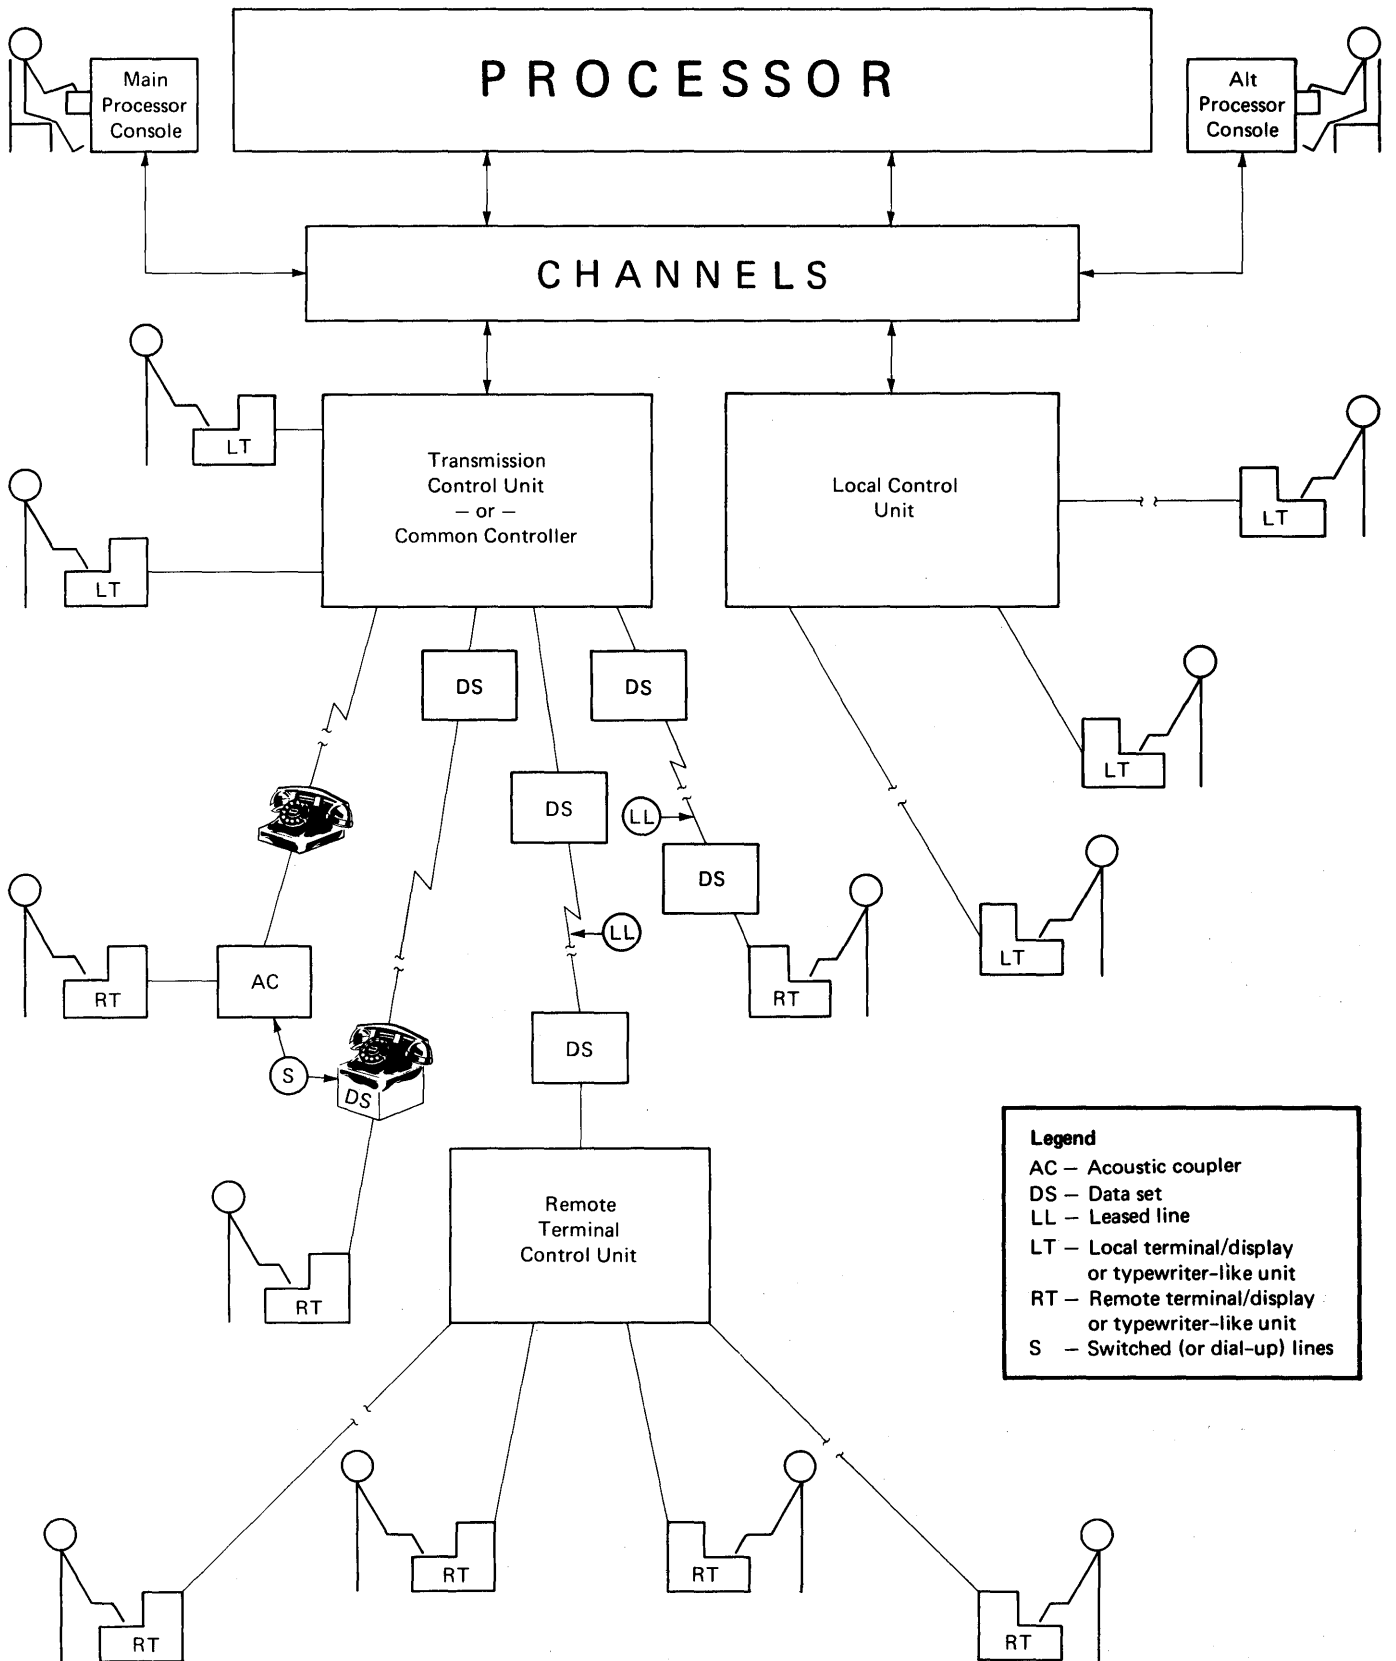 PROCESSOR
Main
Processor
Console
Alt
Processor
Console
CHANNELS
LT
LT
Transmission
Control Unit
— or —
Common Controller
Local Control
Unit
LT
LT
LT
DS
DS
DS
LL
DS
LL
RT
AC
RT
S
DS
DS
RT
Remote
Terminal
Control Unit
Legend
AC — Acoustic coupler
DS — Data set
LL — Leased line
LT — Local terminal/display
or typewriter-like unit
RT — Remote terminal/display
or typewriter-like unit
S — Switched (or dial-up) lines
RT
RT
RT
RT